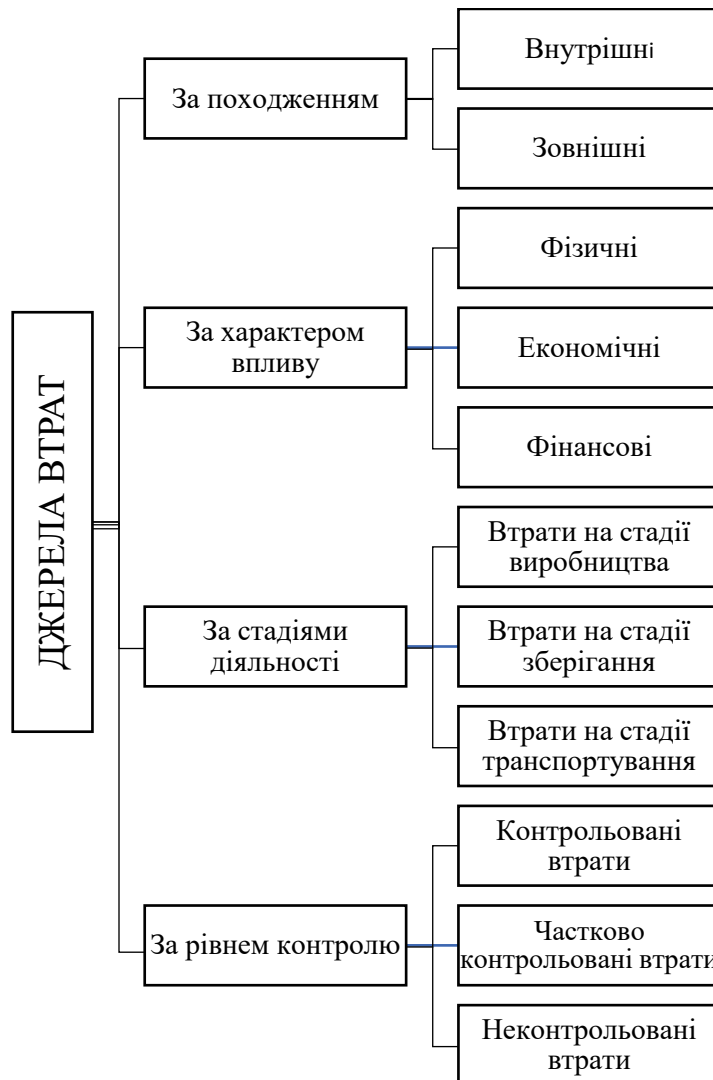 ДЖЕРЕЛА ВТРАТ
За походженням
Внутрішні
Зовнішні
За характером
впливу
Фізичні
Економічні
Фінансові
За стадіями
діяльності
Втрати на стадії
виробництва
Втрати на стадії
зберігання
Втрати на стадії
транспортування
За рівнем контролю
Контрольовані
втрати
Частково
контрольовані втрати
Неконтрольовані
втрати